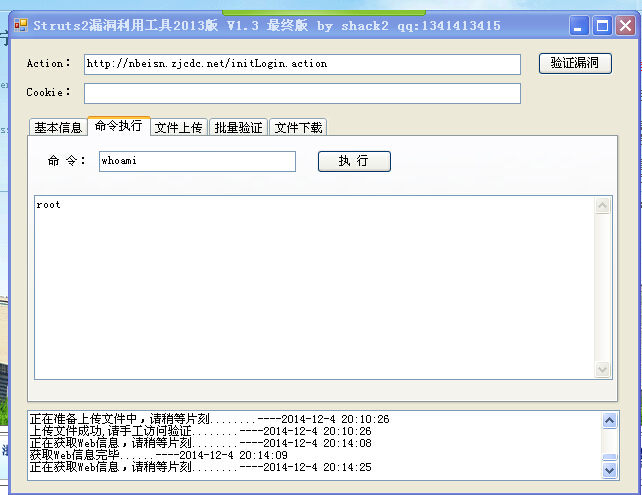 Struts2漏洞利用工具2013版 V1.3 最终版 by shack2 qq:1341413415
Action: http://nbeisn.zjcdc.net/initLogin.action 验证漏洞
Cookie:
基本信息 命令执行 文件上传 批量验证 文件下载
命 令: whoami 执 行
root
正在准备上传文件中,请稍等片刻........----2014-12-4 20:10:26
上传文件成功,请手工访问验证........----2014-12-4 20:10:26
正在获取Web信息,请稍等片刻........----2014-12-4 20:14:08
获取Web信息完毕......----2014-12-4 20:14:09
正在获取Web信息,请稍等片刻........----2014-12-4 20:14:25